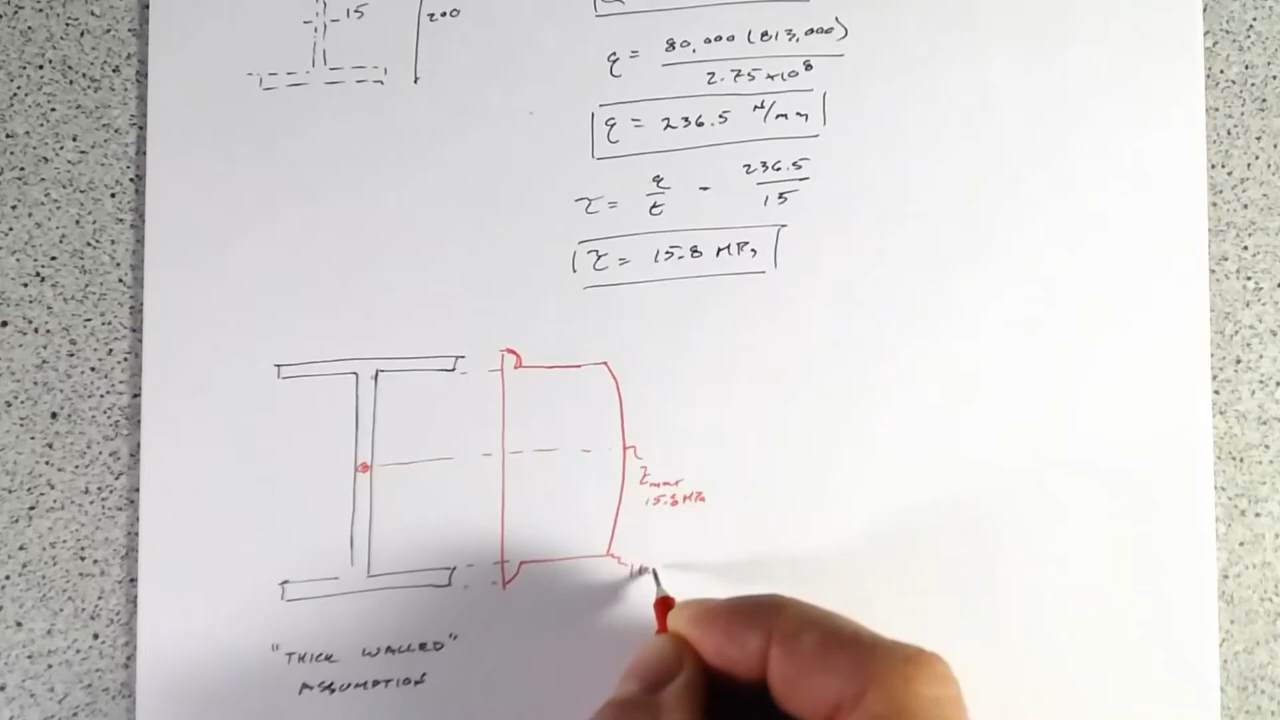 15
200
q = 80,000 (813,000)
2.75 x10⁸
q = 236.5 N/mm
τ = q/t = 236.5/15
τ = 15.8 MPa
τmax
15.8 MPa
"THICK WALLED"
ASSUMPTION